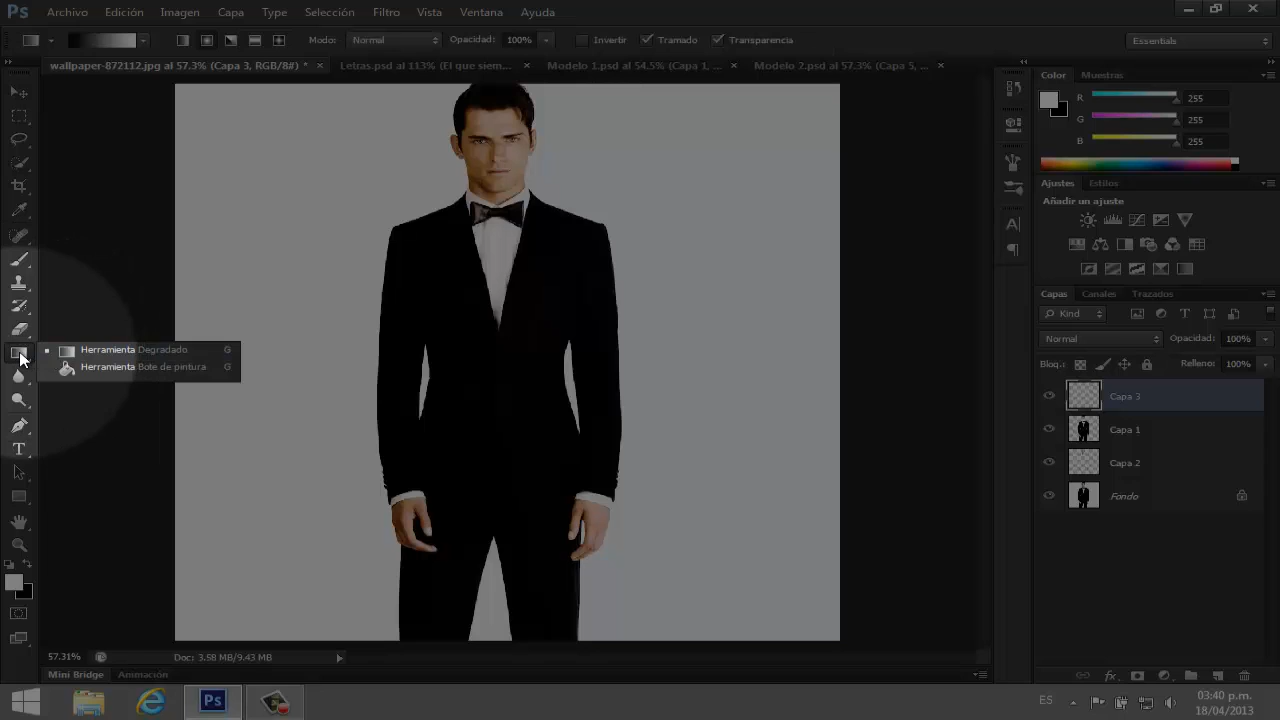 Ps Archivo Edición Imagen Capa Type Selección Filtro Vista Ventana Ayuda
Modo: Normal Opacidad: 100% Invertir Tramado Transparencia Essentials
wallpaper-872112.jpg al 57.3% (Capa 3, RGB/8#) * × Letras.psd al 113% (El que siem... × Modelo 1.psd al 54,5% (Capa 1, ... × Modelo 2.psd al 57.3% (Capa 5, ... ×
Color Muestras
R 255
G 255
B 255
Ajustes Estilos
Añadir un ajuste
Capas Canales Trazados
Kind
Normal Opacidad: 100%
Bloq.: Relleno: 100%
Capa 3
Capa 1
Capa 2
Fondo
Herramienta Degradado G
Herramienta Bote de pintura G
57.31% Doc: 3.58 MB/9.43 MB
Mini Bridge Animación
Ps ES 03:40 p.m.
18/04/2013